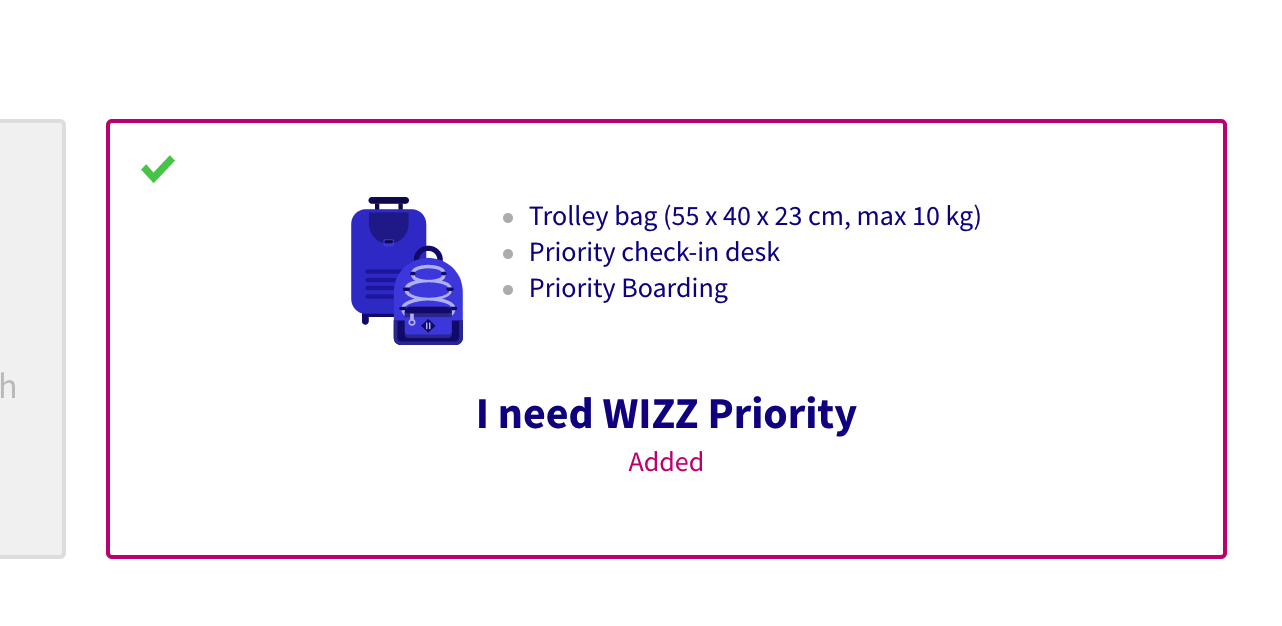 h
Trolley bag (55 x 40 x 23 cm, max 10 kg)
Priority check-in desk
Priority Boarding
I need WIZZ Priority
Added